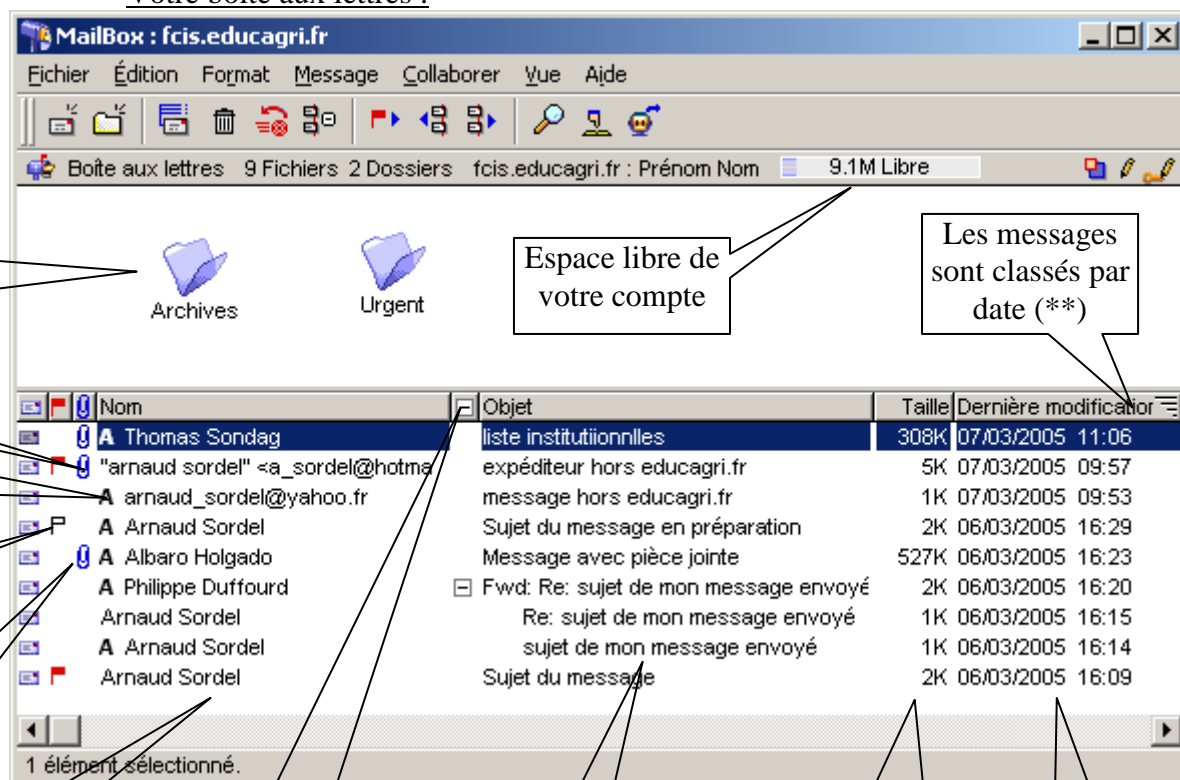 Votre boîte aux lettres :
MailBox : fcis.educagri.fr
Fichier Édition Format Message Collaborer Vue Aide
Boîte aux lettres 9 Fichiers 2 Dossiers fcis.educagri.fr : Prénom Nom 9.1M Libre
Archives
Urgent
Espace libre de
votre compte
Les messages
sont classés par
date (**)
Nom Objet Taille Dernière modification
A Thomas Sondag liste institutiionnlles 308K 07/03/2005 11:06
"arnaud sordel" <a_sordel@hotma expéditeur hors educagri.fr 5K 07/03/2005 09:57
A arnaud_sordel@yahoo.fr message hors educagri.fr 1K 07/03/2005 09:53
A Arnaud Sordel Sujet du message en préparation 2K 06/03/2005 16:29
A Albaro Holgado Message avec pièce jointe 527K 06/03/2005 16:23
A Philippe Duffourd Fwd: Re: sujet de mon message envoyé 2K 06/03/2005 16:20
Arnaud Sordel Re: sujet de mon message envoyé 1K 06/03/2005 16:15
A Arnaud Sordel sujet de mon message envoyé 1K 06/03/2005 16:14
Arnaud Sordel Sujet du message 2K 06/03/2005 16:09
1 élément sélectionné.